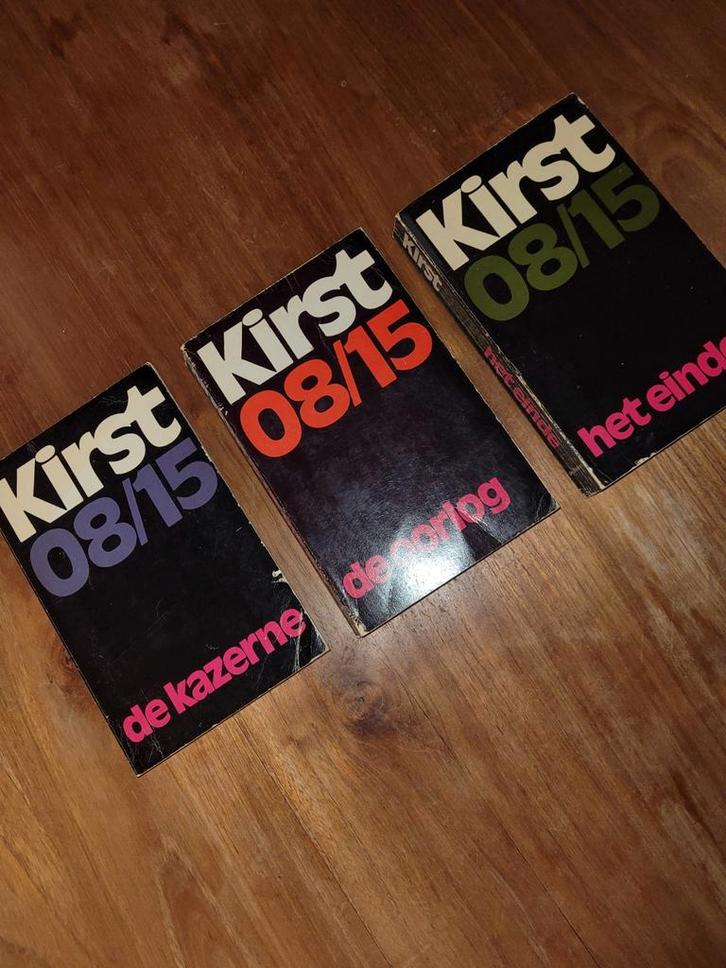 Kirst
08/15
de kazerne
Kirst
08/15
de oorlog
Kirst
08/15
het einde
Kirst
het einde